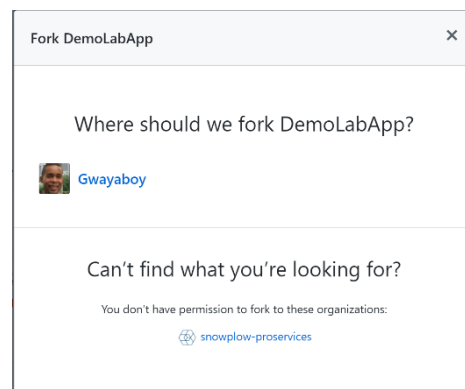 Fork DemoLabApp
Where should we fork DemoLabApp?
Gwayaboy
Can't find what you're looking for?
You don't have permission to fork to these organizations:
snowplow-proservices